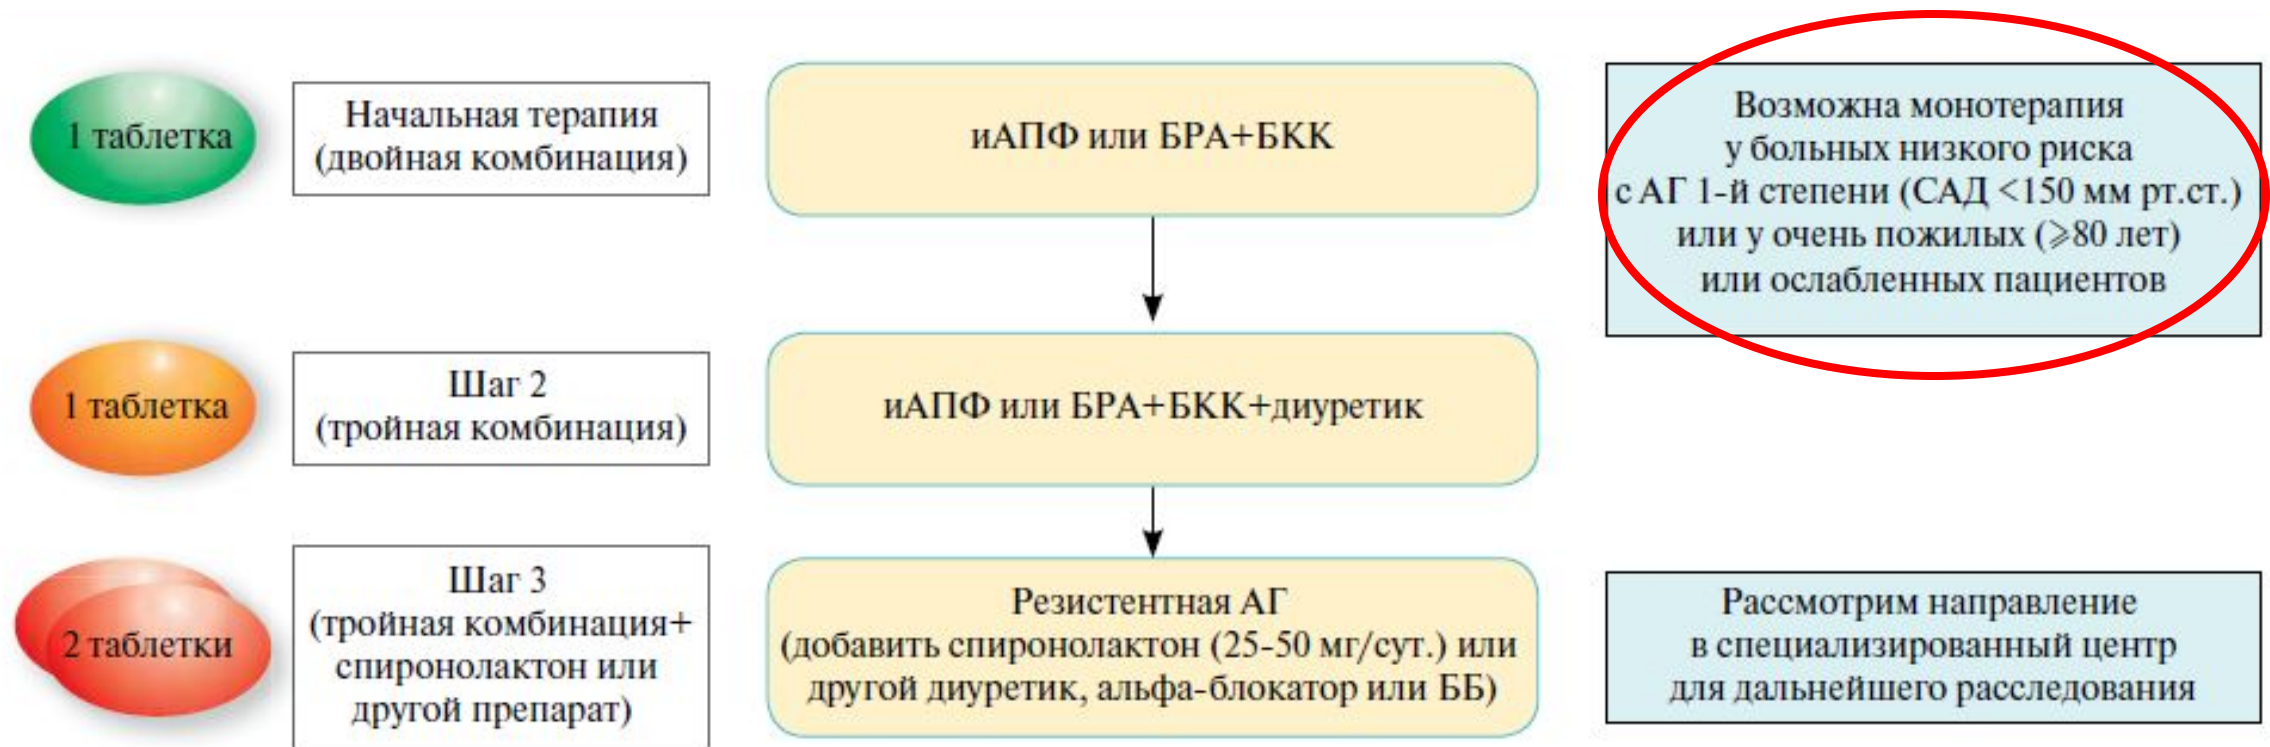 1 таблетка
Начальная терапия
(двойная комбинация)
иАПФ или БРА+БКК
Возможна монотерапия
у больных низкого риска
с АГ 1-й степени (САД <150 мм рт.ст.)
или у очень пожилых (⩾80 лет)
или ослабленных пациентов
1 таблетка
Шаг 2
(тройная комбинация)
иАПФ или БРА+БКК+диуретик
2 таблетки
Шаг 3
(тройная комбинация+
спиронолактон или
другой препарат)
Резистентная АГ
(добавить спиронолактон (25-50 мг/сут.) или
другой диуретик, альфа-блокатор или ББ)
Рассмотрим направление
в специализированный центр
для дальнейшего расследования